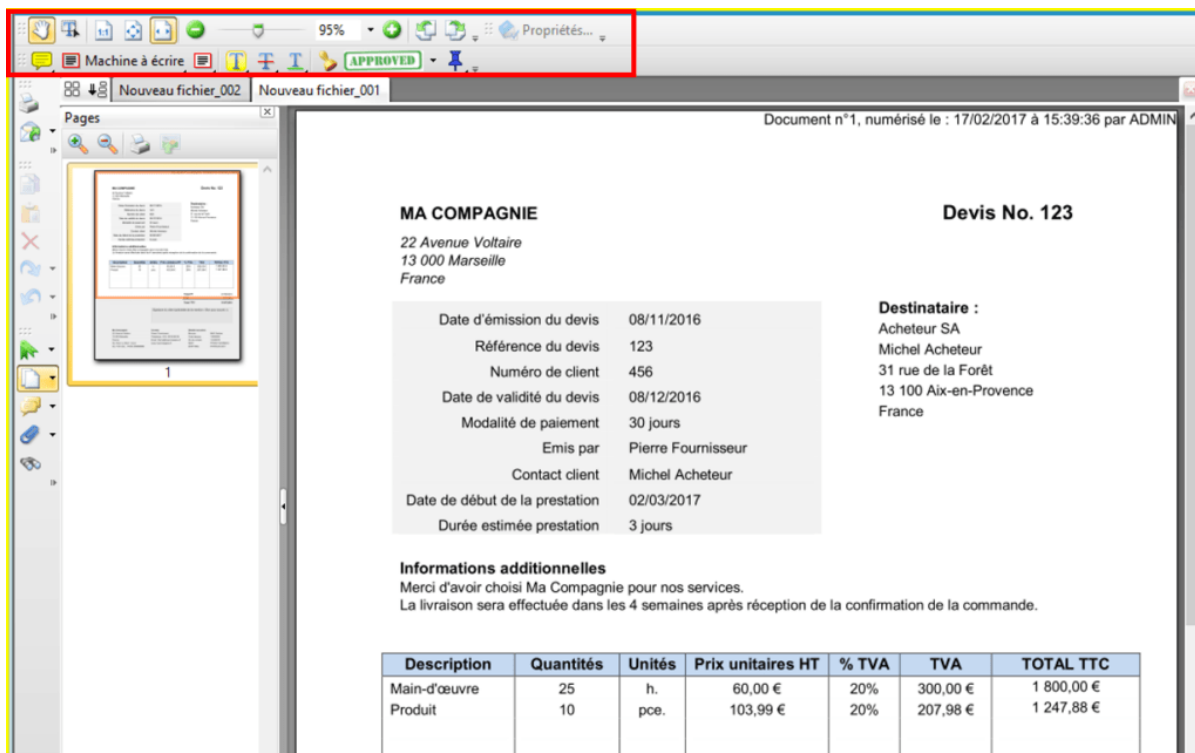 1:1
95%
Propriétés...
Machine à écrire
T
T
T
APPROVED
Nouveau fichier_002
Nouveau fichier_001
Pages
1
Document n°1, numérisé le : 17/02/2017 à 15:39:36 par ADMIN
MA COMPAGNIE
Devis No. 123
22 Avenue Voltaire
13 000 Marseille
France
Date d'émission du devis 08/11/2016
Référence du devis 123
Numéro de client 456
Date de validité du devis 08/12/2016
Modalité de paiement 30 jours
Emis par Pierre Fournisseur
Contact client Michel Acheteur
Date de début de la prestation 02/03/2017
Durée estimée prestation 3 jours
Destinataire :
Acheteur SA
Michel Acheteur
31 rue de la Forêt
13 100 Aix-en-Provence
France
Informations additionnelles
Merci d'avoir choisi Ma Compagnie pour nos services.
La livraison sera effectuée dans les 4 semaines après réception de la confirmation de la commande.
Description Quantités Unités Prix unitaires HT % TVA TVA TOTAL TTC
Main-d'œuvre 25 h. 60,00 € 20% 300,00 € 1 800,00 €
Produit 10 pce. 103,99 € 20% 207,98 € 1 247,88 €